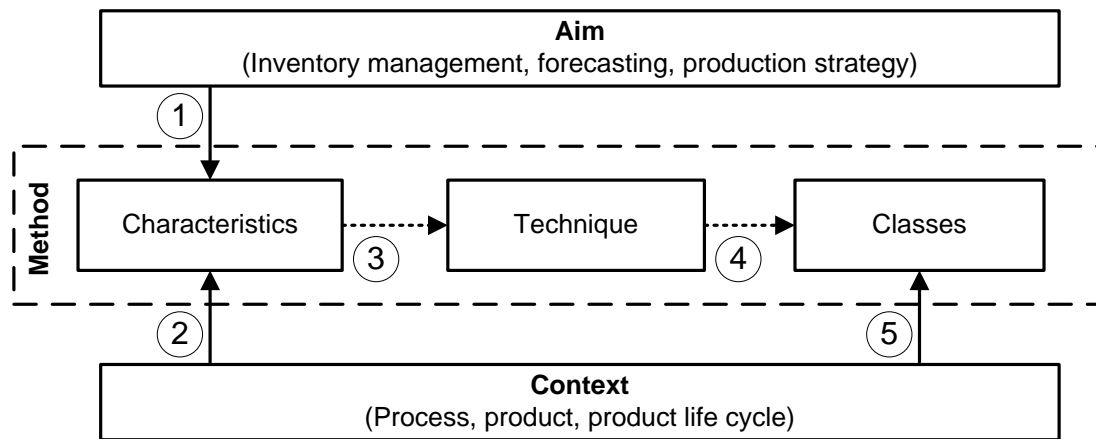 Aim
(Inventory management, forecasting, production strategy)
1
Method
Characteristics
3
Technique
4
Classes
2
5
Context
(Process, product, product life cycle)